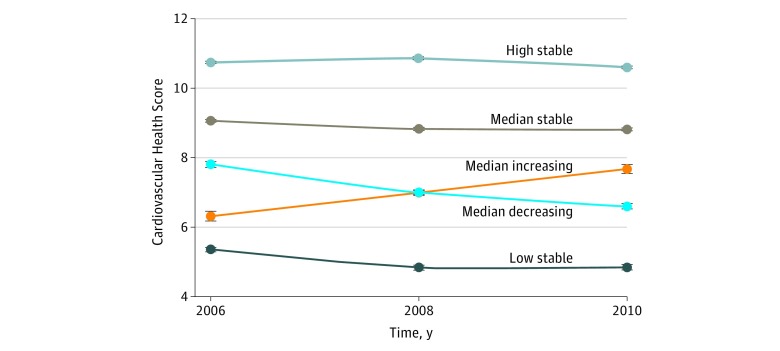 12
10
8
6
4
Cardiovascular Health Score
High stable
Median stable
Median increasing
Median decreasing
Low stable
2006
2008
2010
Time, y